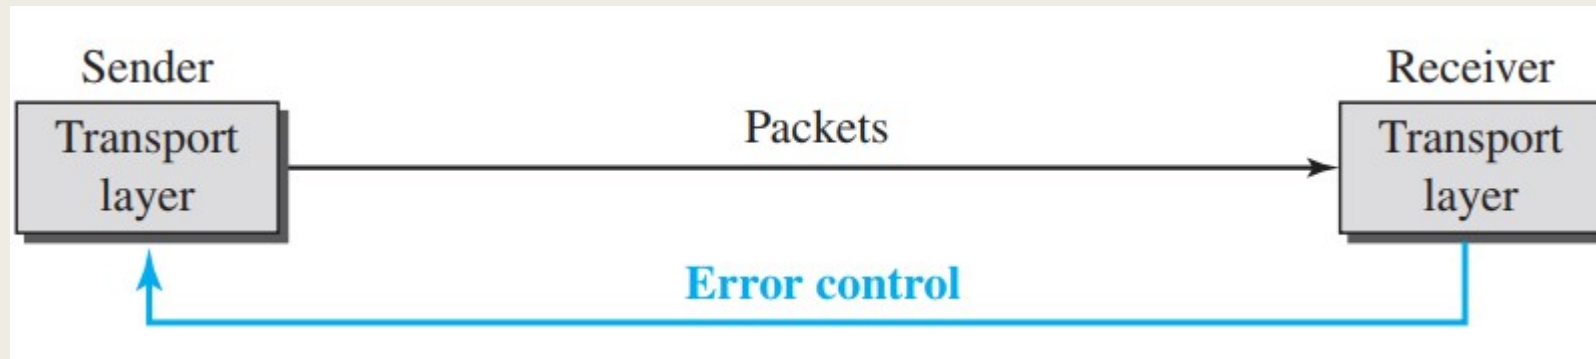 Sender
Transport
layer
Packets
Receiver
Transport
layer
Error control